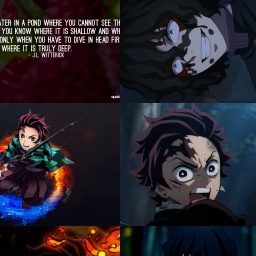 ATER IN A POND WHERE YOU CANNOT SEE TH
YOU KNOW WHERE IT IS SHALLOW AND WH
ONLY WHEN YOU HAVE TO DIVE IN HEAD FIR
WHERE IT IS TRULY DEEP.
- J.L. WITTERICK